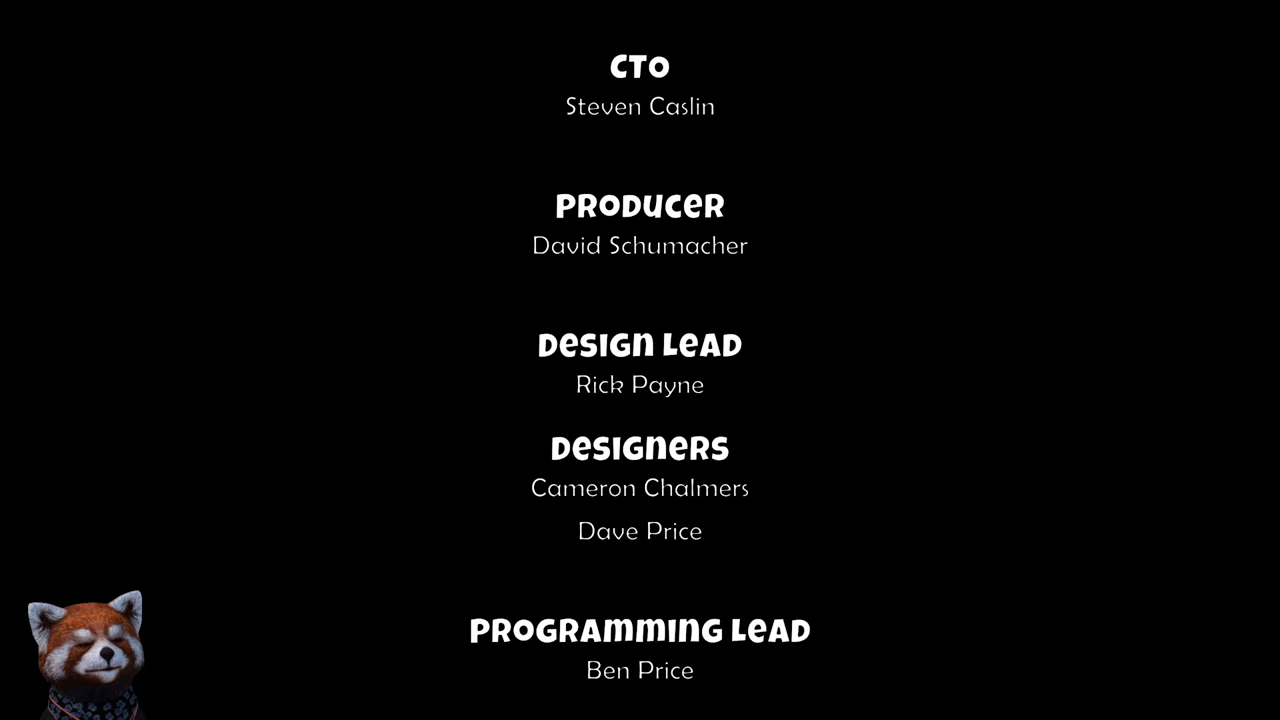 CTO
Steven Caslin
PRODUCER
David Schumacher
DESIGN LEAD
Rick Payne
DESIGNERS
Cameron Chalmers
Dave Price
PROGRAMMING LEAD
Ben Price